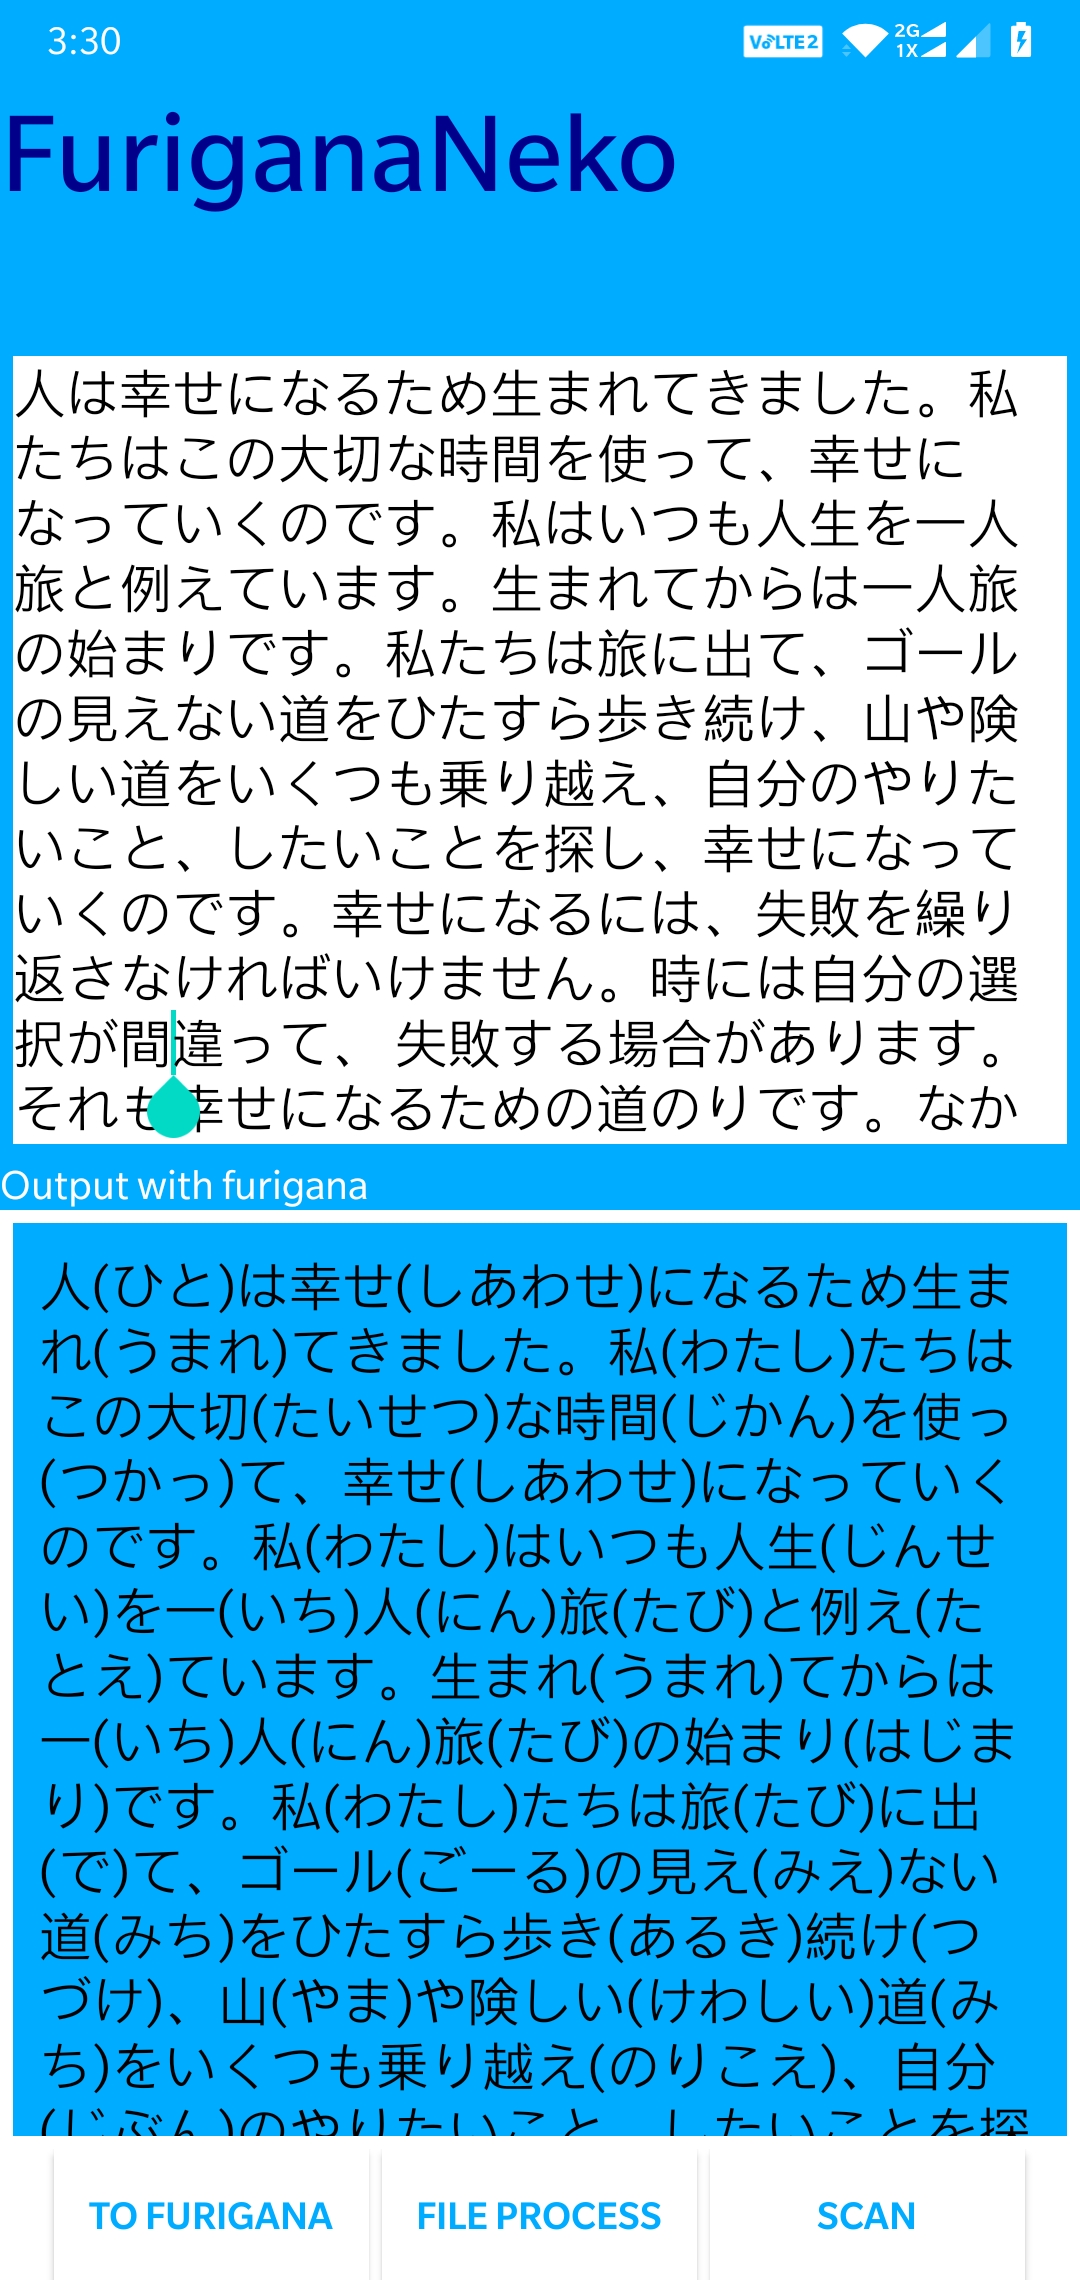 3:30
VoLTE2
2G
1X
FuriganaNeko
人は幸せになるため生まれてきました。私
たちはこの大切な時間を使って、幸せに
なっていくのです。私はいつも人生を一人
旅と例えています。生まれてからは一人旅
の始まりです。私たちは旅に出て、ゴール
の見えない道をひたすら歩き続け、山や険
しい道をいくつも乗り越え、自分のやりた
いこと、したいことを探し、幸せになって
いくのです。幸せになるには、失敗を繰り
返さなければいけません。時には自分の選
択が間違って、 失敗する場合があります。
それも幸せになるための道のりです。なか
Output with furigana
人(ひと)は幸せ(しあわせ)になるため生ま
れ(うまれ)てきました。私(わたし)たちは
この大切(たいせつ)な時間(じかん)を使っ
(つかっ)て、幸せ(しあわせ)になっていく
のです。私(わたし)はいつも人生(じんせ
い)を一(いち)人(にん)旅(たび)と例え(た
とえ)ています。生まれ(うまれ)てからは
一(いち)人(にん)旅(たび)の始まり(はじま
り)です。私(わたし)たちは旅(たび)に出
(で)て、ゴール(ごーる)の見え(みえ)ない
道(みち)をひたすら歩き(あるき)続け(つ
づけ)、山(やま)や険しい(けわしい)道(み
ち)をいくつも乗り越え(のりこえ)、自分
(じぶん)のやりたいこと、したいことを探
TO FURIGANA
FILE PROCESS
SCAN